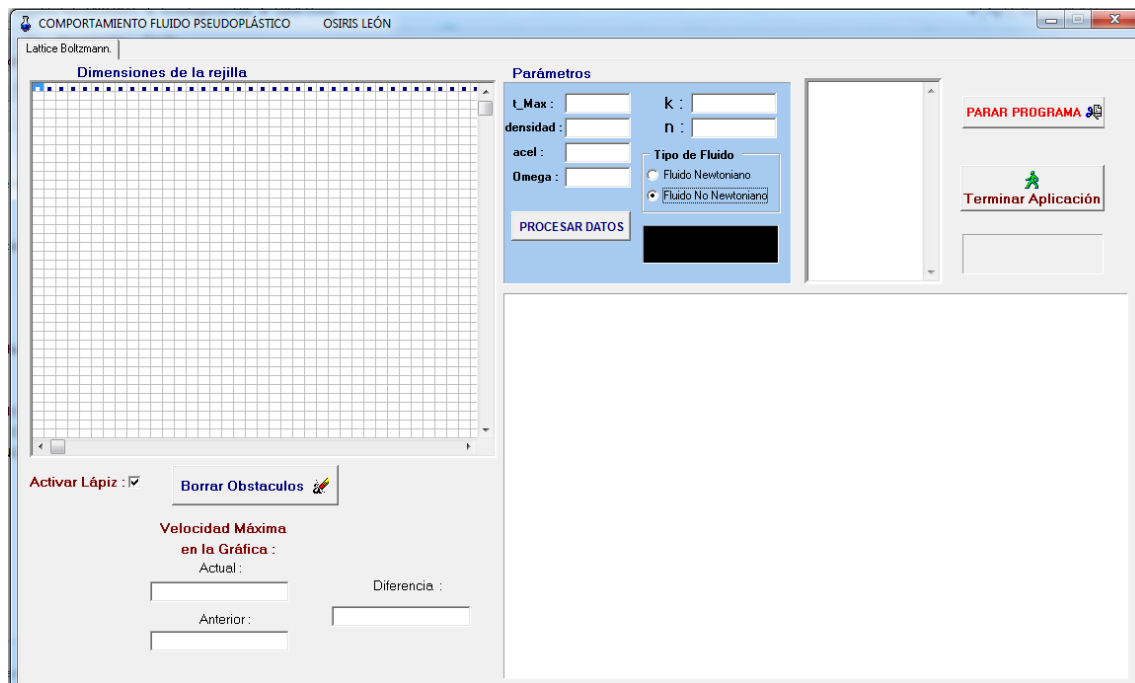 COMPORTAMIENTO FLUIDO PSEUDOPLÁSTICO OSIRIS LEÓN
Lattice Boltzmann.
Dimensiones de la rejilla
Parámetros
t_Max :
k :
densidad :
n :
acel :
Omega :
Tipo de Fluido
Fluido Newtoniano
Fluido No Newtoniano
PROCESAR DATOS
PARAR PROGRAMA
Terminar Aplicación
Activar Lápiz :
Borrar Obstaculos
Velocidad Máxima
en la Gráfica :
Actual :
Diferencia :
Anterior :